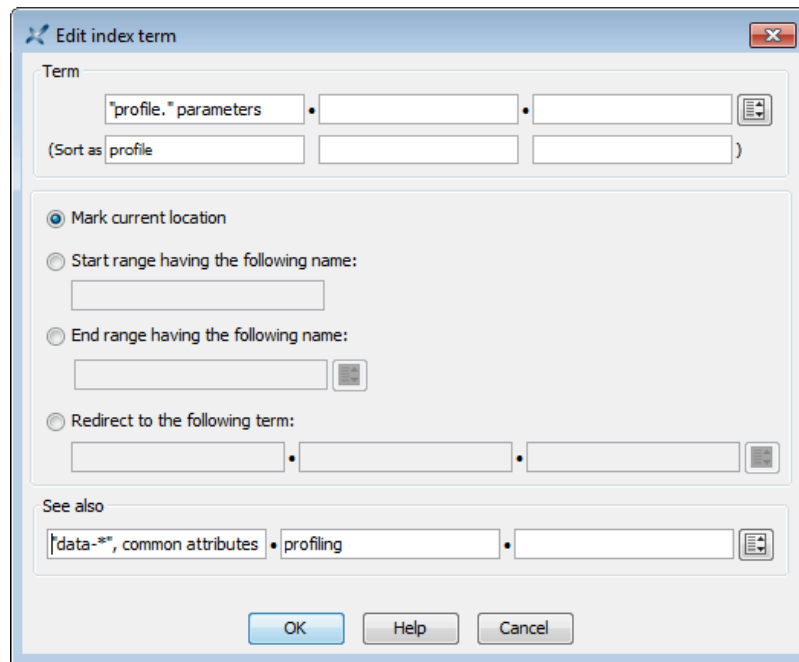 Edit index term
Term
"profile." parameters • •
(Sort as profile )
Mark current location
Start range having the following name:
End range having the following name:
Redirect to the following term:
• •
See also
"data-*", common attributes • profiling •
OK Help Cancel